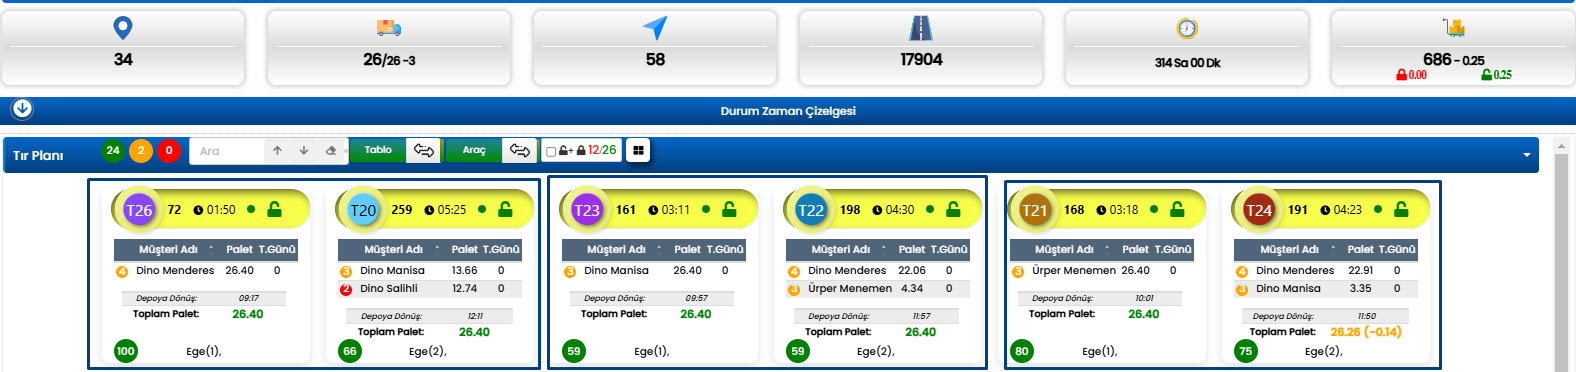 34
26/26 -3
58
17904
314 Sa 00 Dk
686 - 0.25
0.00 0.25
Durum Zaman Çizelgesi
Tır Planı 24 2 0 Ara Tablo Araç + 12/26
T26 72 01:50
Müşteri Adı Palet T.Günü
4 Dino Menderes 26.40 0
Depoya Dönüş: 09:17
Toplam Palet: 26.40
100 Ege(1),
T20 259 05:25
Müşteri Adı Palet T.Günü
3 Dino Manisa 13.66 0
2 Dino Salihli 12.74 0
Depoya Dönüş: 12:11
Toplam Palet: 26.40
66 Ege(2),
T23 161 03:11
Müşteri Adı Palet T.Günü
3 Dino Manisa 26.40 0
Depoya Dönüş: 09:57
Toplam Palet: 26.40
59 Ege(1),
T22 198 04:30
Müşteri Adı Palet T.Günü
4 Dino Menderes 22.06 0
3 Ürper Menemen 4.34 0
Depoya Dönüş: 11:57
Toplam Palet: 26.40
59 Ege(2),
T21 168 03:18
Müşteri Adı Palet T.Günü
3 Ürper Menemen 26.40 0
Depoya Dönüş: 10:01
Toplam Palet: 26.40
80 Ege(1),
T24 191 04:23
Müşteri Adı Palet T.Günü
4 Dino Menderes 22.91 0
3 Dino Manisa 3.35 0
Depoya Dönüş: 11:50
Toplam Palet: 26.26 (-0.14)
75 Ege(2),